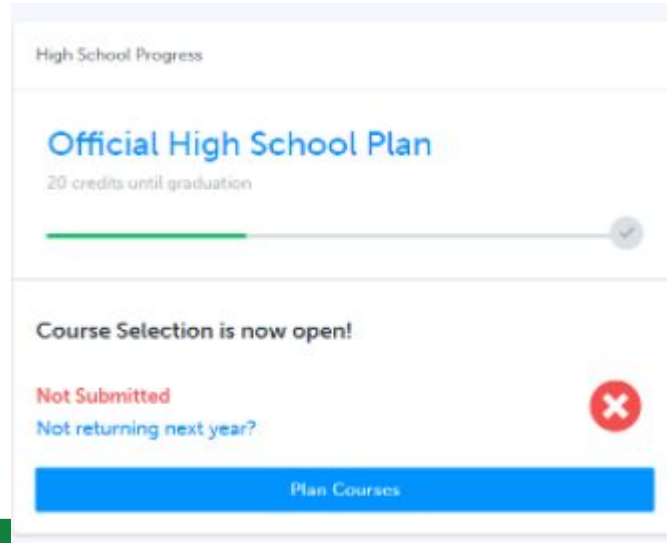 High School Progress
Official High School Plan
20 credits until graduation
Course Selection is now open!
Not Submitted
Not returning next year?
Plan Courses